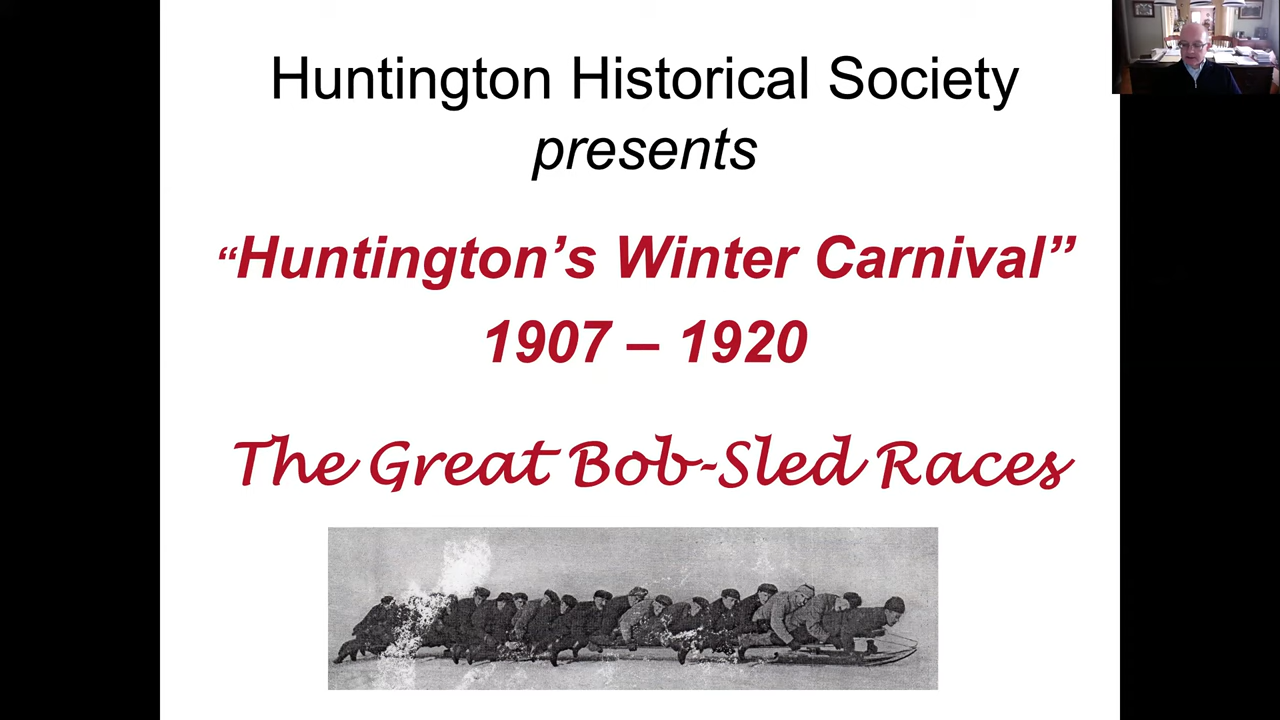 Huntington Historical Society
presents
“Huntington’s Winter Carnival”
1907 – 1920
The Great Bob-Sled Races